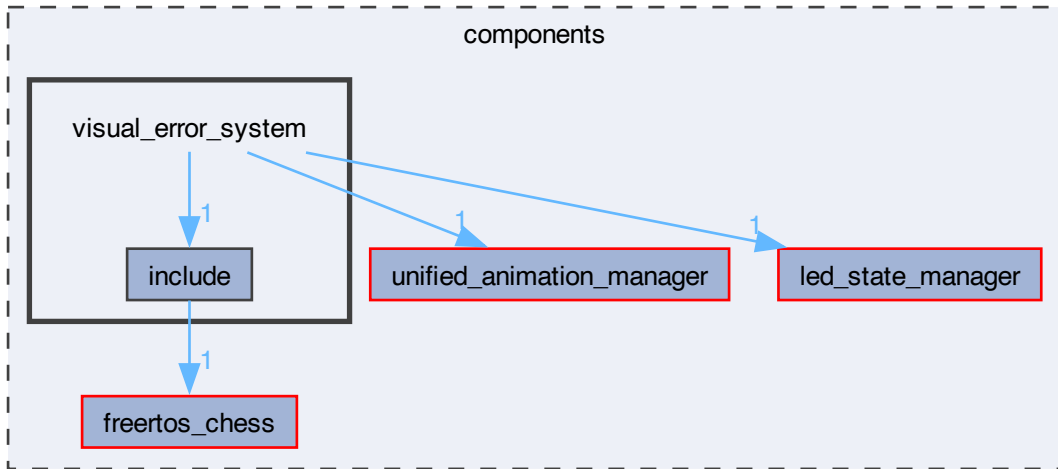 components
visual_error_system
1
1
1
include
unified_animation_manager
led_state_manager
1
freertos_chess